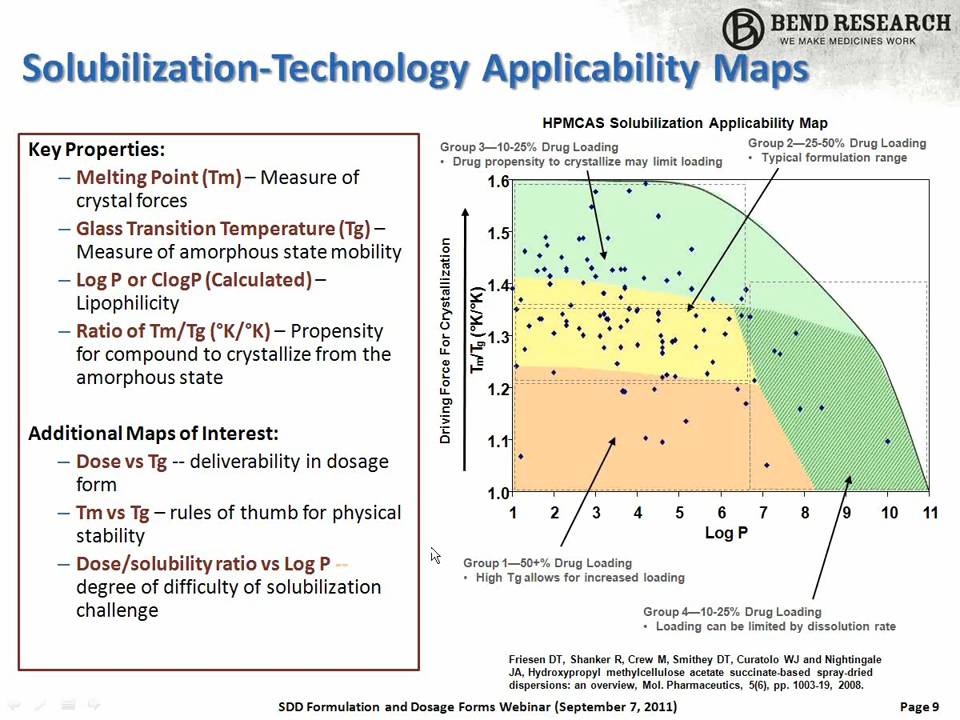 BEND RESEARCH
WE MAKE MEDICINES WORK
Solubilization-Technology Applicability Maps
Key Properties:
– Melting Point (Tm) – Measure of
crystal forces
– Glass Transition Temperature (Tg) –
Measure of amorphous state mobility
– Log P or ClogP (Calculated) –
Lipophilicity
– Ratio of Tm/Tg (°K/°K) – Propensity
for compound to crystallize from the
amorphous state
Additional Maps of Interest:
– Dose vs Tg -- deliverability in dosage
form
– Tm vs Tg – rules of thumb for physical
stability
– Dose/solubility ratio vs Log P --
degree of difficulty of solubilization
challenge
HPMCAS Solubilization Applicability Map
Group 3—10-25% Drug Loading
• Drug propensity to crystallize may limit loading
Group 2—25-50% Drug Loading
• Typical formulation range
Driving Force For Crystallization
Tm/Tg (°K/°K)
1.6
1.5
1.4
1.3
1.2
1.1
1.0
1 2 3 4 5 6 7 8 9 10 11
Log P
Group 1—50+% Drug Loading
• High Tg allows for increased loading
Group 4—10-25% Drug Loading
• Loading can be limited by dissolution rate
Friesen DT, Shanker R, Crew M, Smithey DT, Curatolo WJ and Nightingale
JA, Hydroxypropyl methylcellulose acetate succinate-based spray-dried
dispersions: an overview, Mol. Pharmaceutics, 5(6), pp. 1003-19, 2008.
SDD Formulation and Dosage Forms Webinar (September 7, 2011)
Page 9